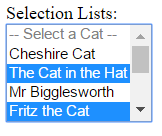 Selection Lists:
-- Select a Cat --
Cheshire Cat
The Cat in the Hat
Mr Bigglesworth
Fritz the Cat